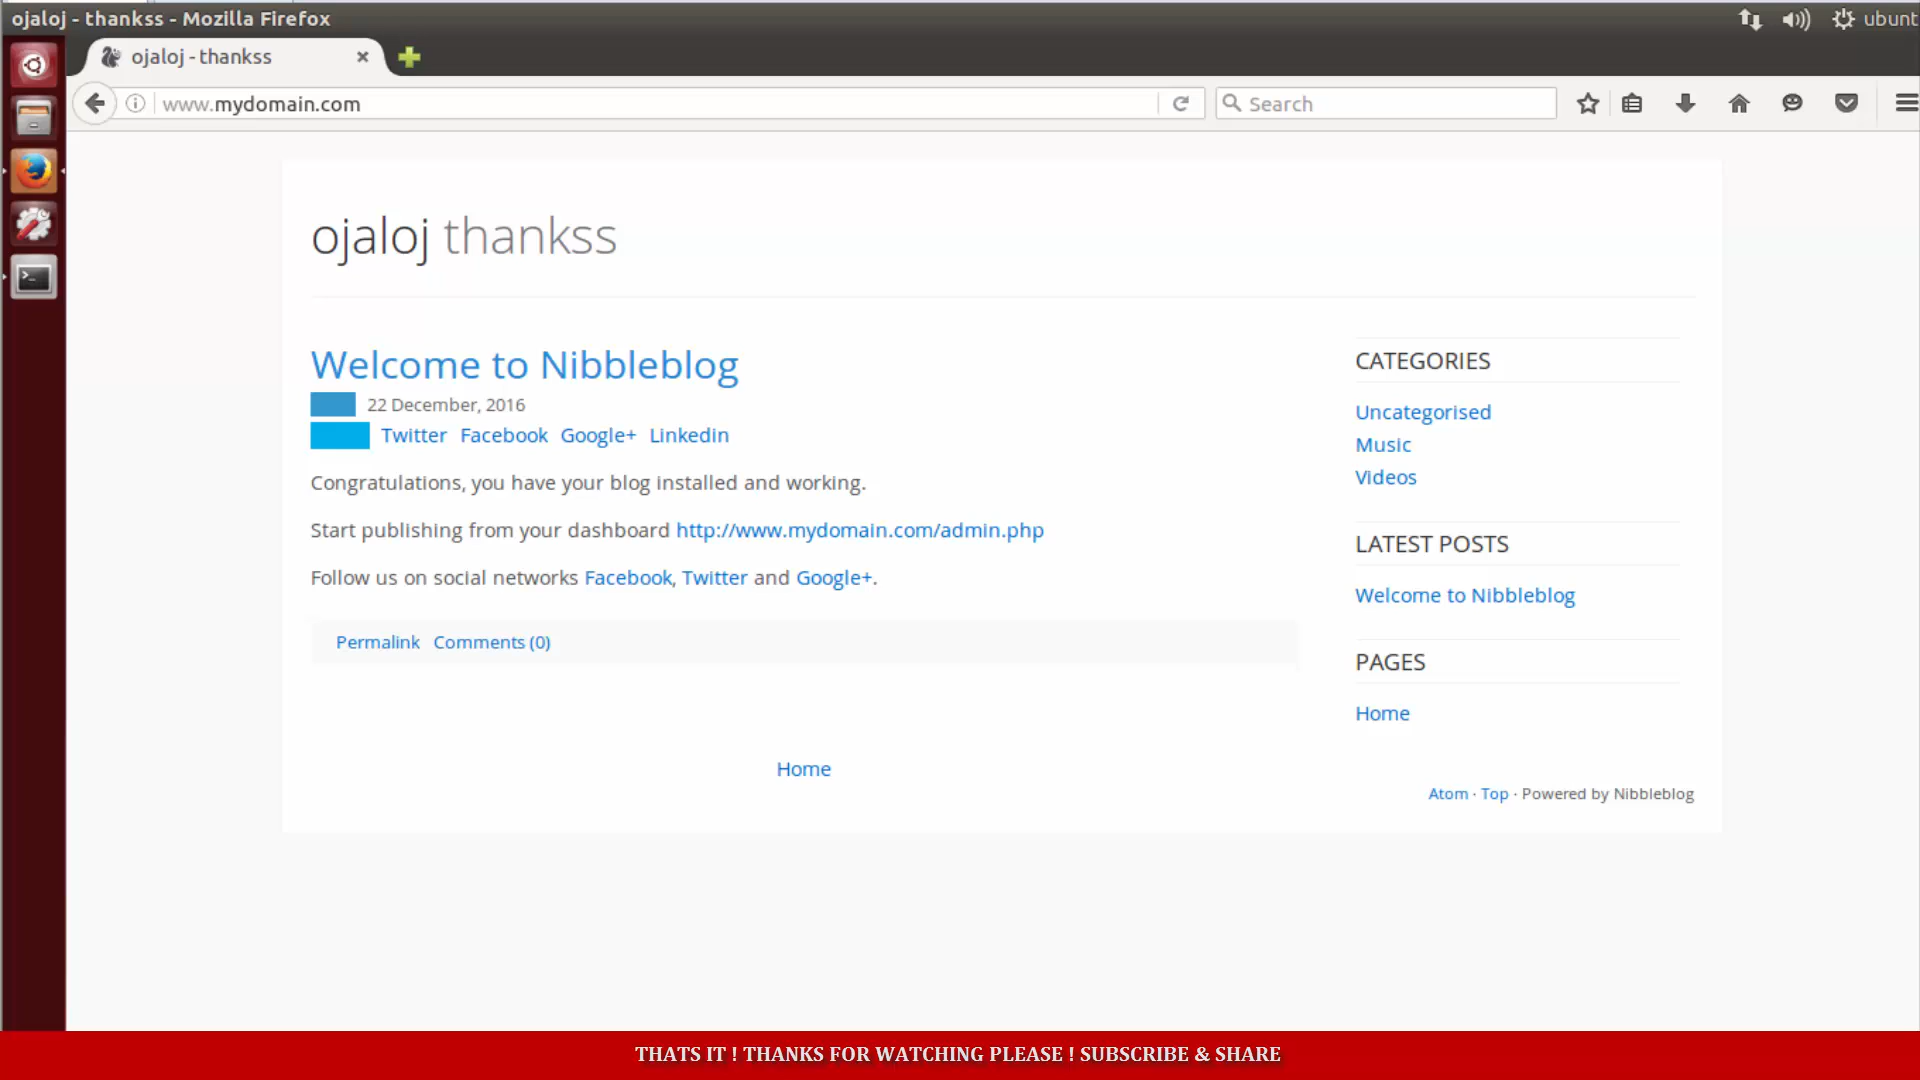 ojaloj - thankss - Mozilla Firefox
ubunt
ojaloj - thankss
www.mydomain.com
Search
ojaloj thankss
Welcome to Nibbleblog
22 December, 2016
Twitter Facebook Google+ Linkedin
Congratulations, you have your blog installed and working.
Start publishing from your dashboard http://www.mydomain.com/admin.php
Follow us on social networks Facebook, Twitter and Google+.
Permalink Comments (0)
Home
CATEGORIES
Uncategorised
Music
Videos
LATEST POSTS
Welcome to Nibbleblog
PAGES
Home
Atom · Top · Powered by Nibbleblog
THATS IT ! THANKS FOR WATCHING PLEASE ! SUBSCRIBE & SHARE